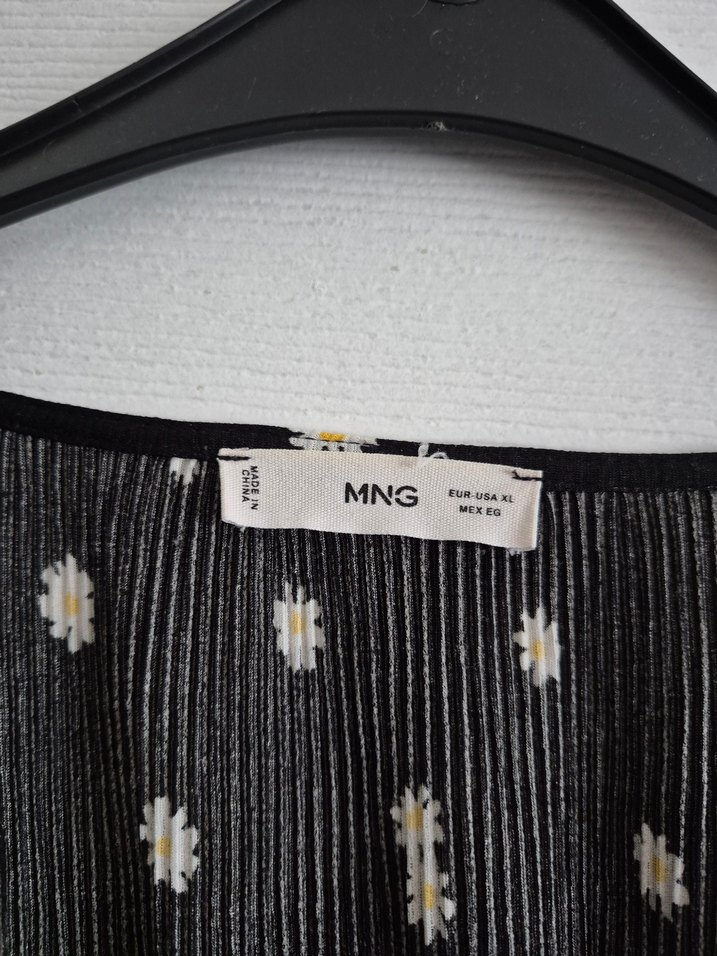 MADE IN
CHINA
MNG
EUR-USA XL
MEX EG